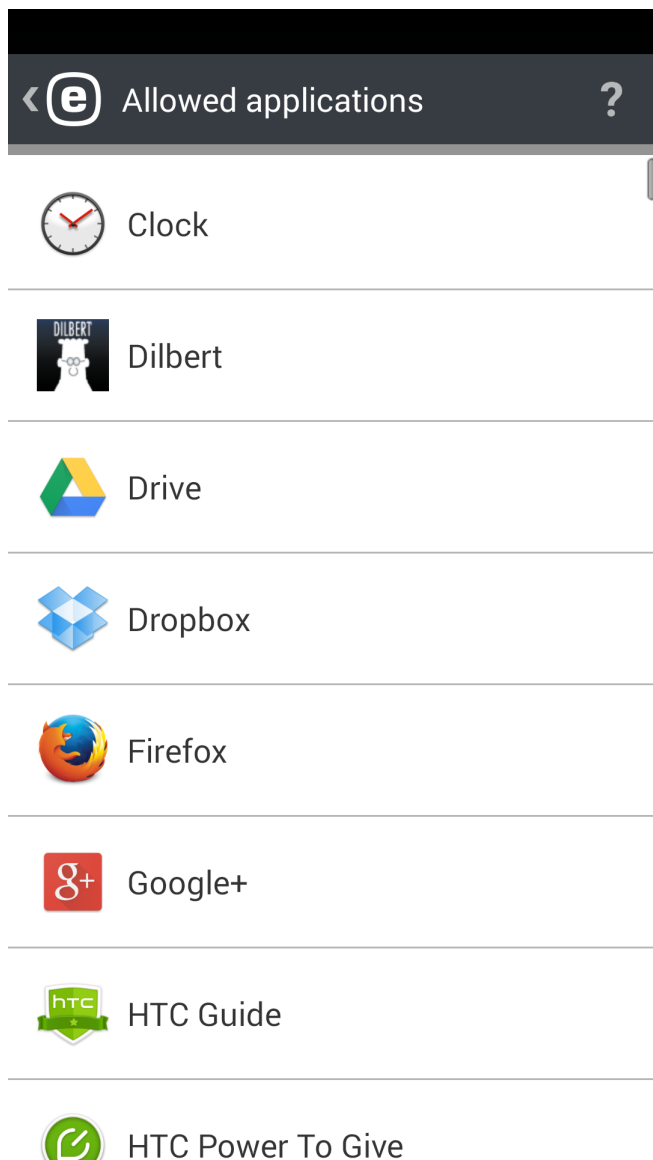 e Allowed applications ?
Clock
DILBERT
Dilbert
Drive
Dropbox
Firefox
g+
Google+
hTC
HTC Guide
HTC Power To Give